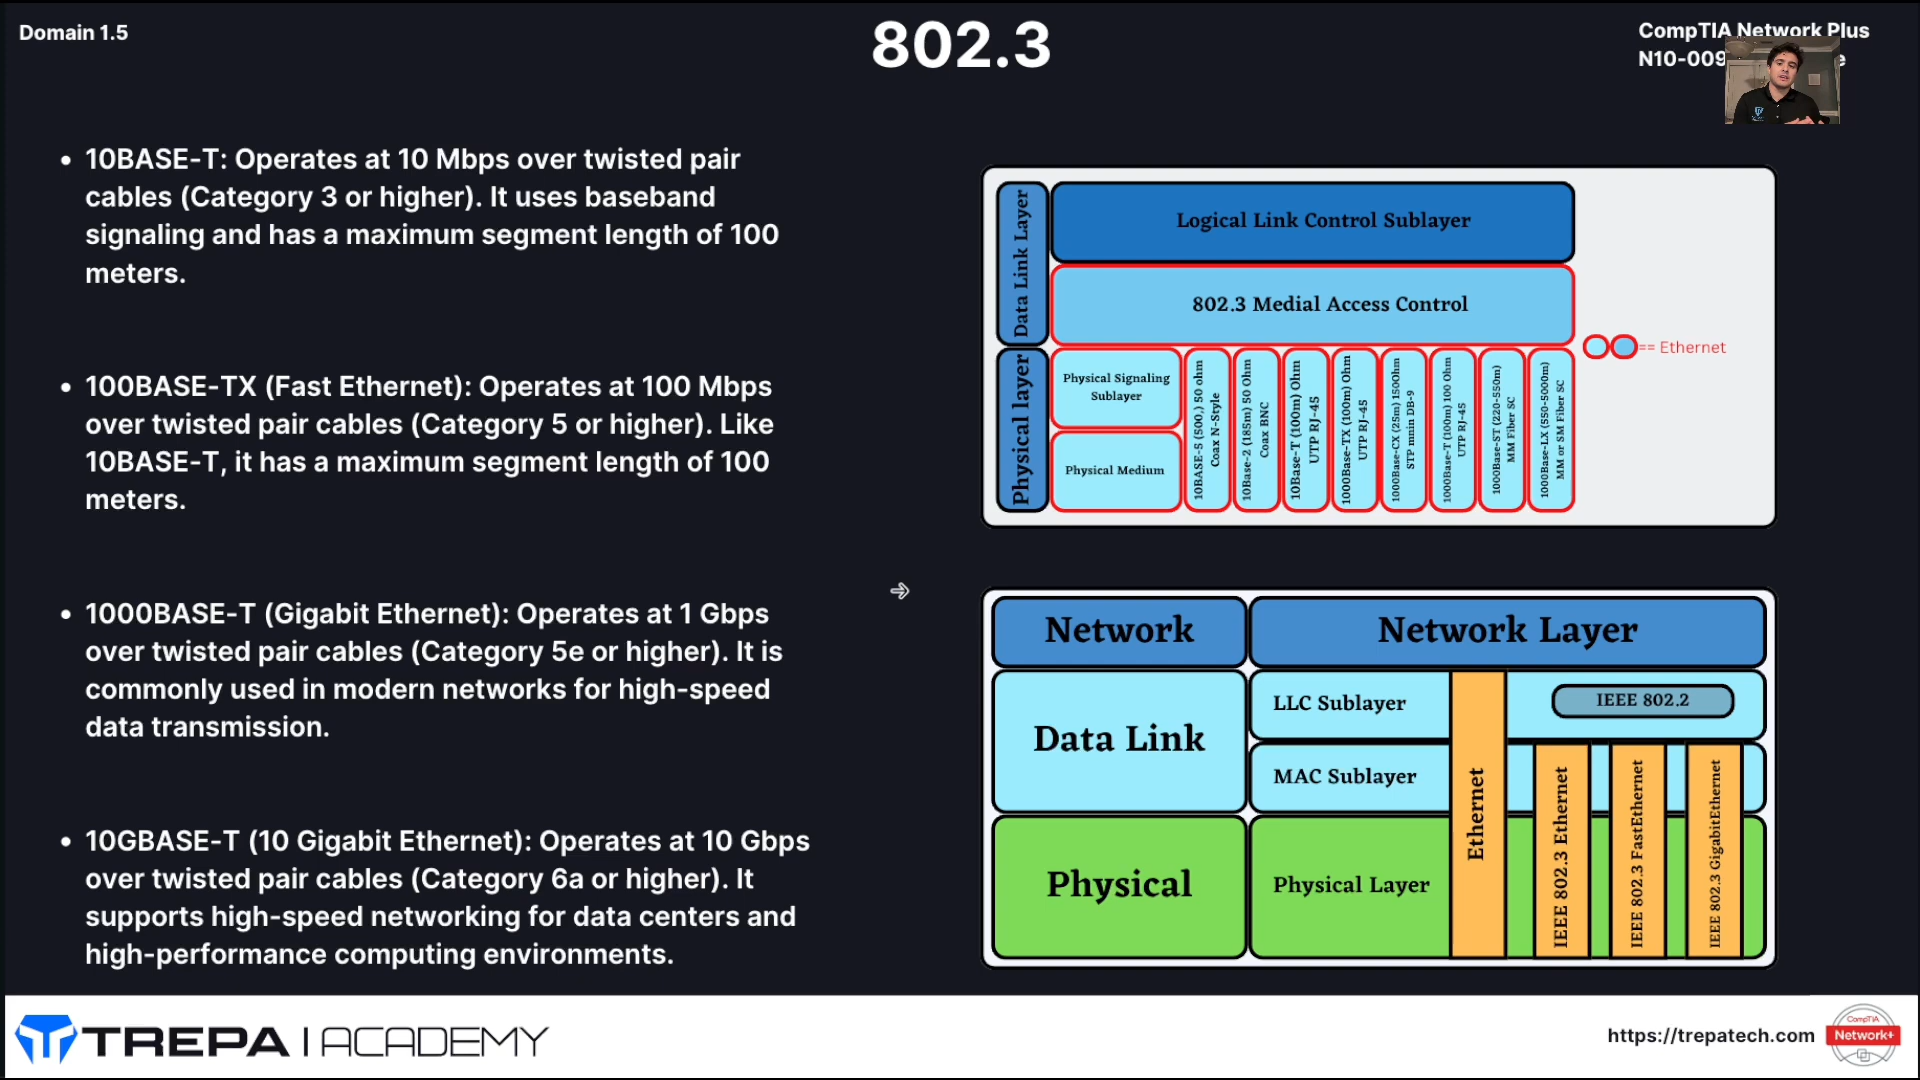 Domain 1.5
802.3
CompTIA Network Plus
N10-009
• 10BASE-T: Operates at 10 Mbps over twisted pair
cables (Category 3 or higher). It uses baseband
signaling and has a maximum segment length of 100
meters.
• 100BASE-TX (Fast Ethernet): Operates at 100 Mbps
over twisted pair cables (Category 5 or higher). Like
10BASE-T, it has a maximum segment length of 100
meters.
• 1000BASE-T (Gigabit Ethernet): Operates at 1 Gbps
over twisted pair cables (Category 5e or higher). It is
commonly used in modern networks for high-speed
data transmission.
• 10GBASE-T (10 Gigabit Ethernet): Operates at 10 Gbps
over twisted pair cables (Category 6a or higher). It
supports high-speed networking for data centers and
high-performance computing environments.
Data Link Layer
Logical Link Control Sublayer
802.3 Medial Access Control
Physical layer
Physical Signaling
Sublayer
Physical Medium
10BASE-S (500,) 50 ohm
Coax N-Style
10Base-2 (185m) 50 Ohm
Coax BNC
10Base-T (100m) Ohm
UTP RJ-45
1000Base-TX (100m) Ohm
UTP RJ-45
1000Base-CX (25m) 150Ohm
STP mnin DB-9
1000Base-T (100m) 100 Ohm
UTP RJ-45
1000Base-ST (220-550m)
MM Fiber SC
1000Base-LX (550-5000m)
MM or SM Fiber SC
== Ethernet
Network
Network Layer
Data Link
LLC Sublayer
IEEE 802.2
MAC Sublayer
Physical
Physical Layer
Ethernet
IEEE 802.3 Ethernet
IEEE 802.3 FastEthernet
IEEE 802.3 GigabitEthernet
TREPA | ACADEMY
https://trepatech.com
CompTIA
Network+